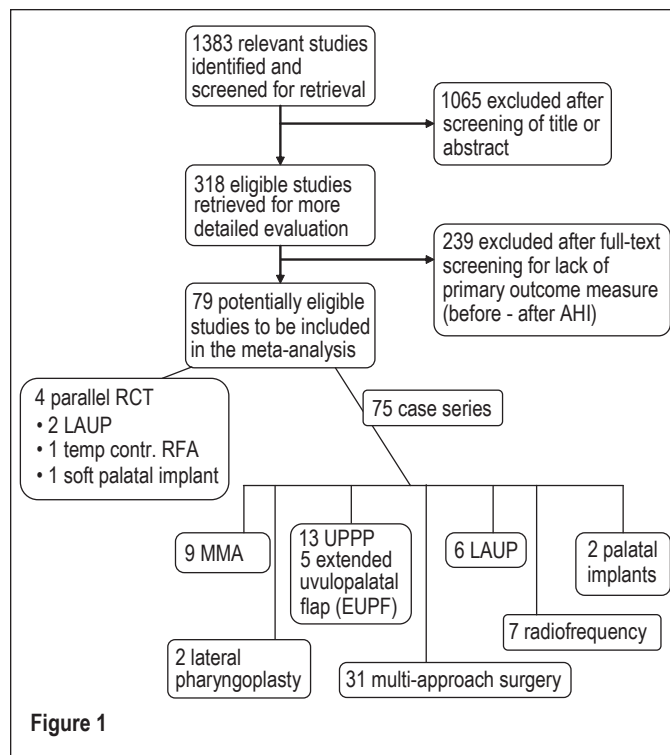 1383 relevant studies
identified and
screened for retrieval
1065 excluded after
screening of title or
abstract
318 eligible studies
retrieved for more
detailed evaluation
239 excluded after full-text
screening for lack of
primary outcome measure
(before - after AHI)
79 potentially eligible
studies to be included
in the meta-analysis
4 parallel RCT
• 2 LAUP
• 1 temp contr. RFA
• 1 soft palatal implant
75 case series
9 MMA
13 UPPP
5 extended
uvulopalatal
flap (EUPF)
6 LAUP
2 palatal
implants
2 lateral
pharyngoplasty
31 multi-approach surgery
7 radiofrequency
Figure 1